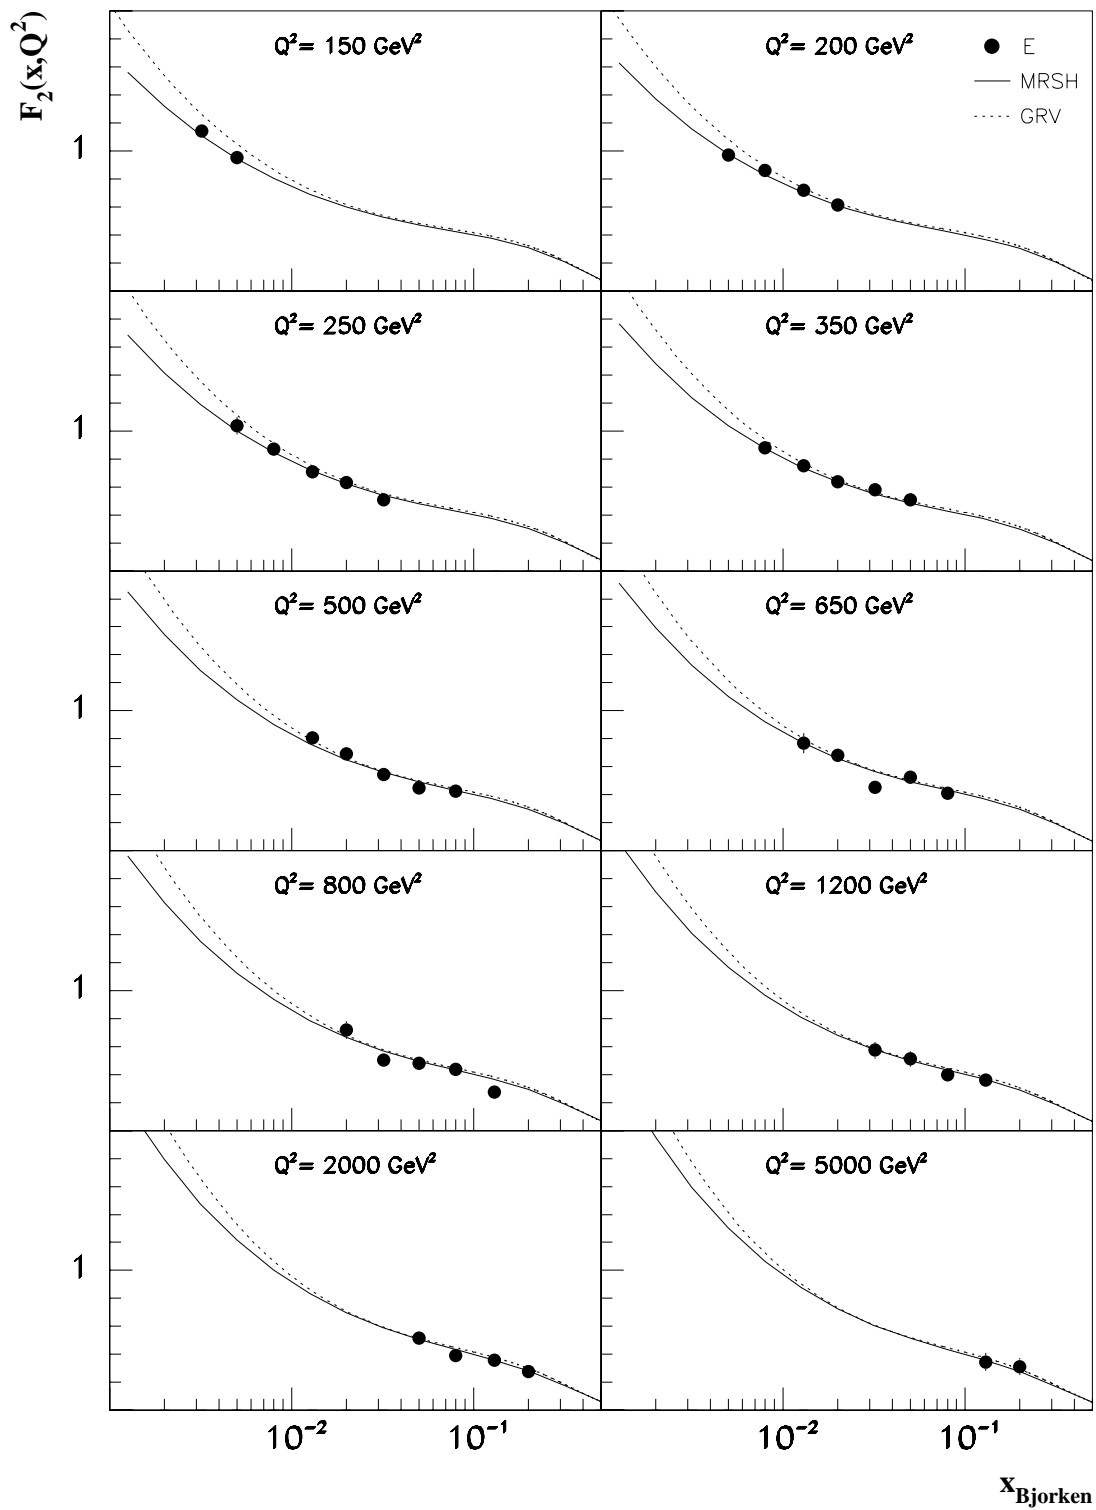 F₂(x,Q²)
Q²= 150 GeV²
Q²= 200 GeV²
E
MRSH
GRV
1
Q²= 250 GeV²
Q²= 350 GeV²
1
Q²= 500 GeV²
Q²= 650 GeV²
1
Q²= 800 GeV²
Q²= 1200 GeV²
1
Q²= 2000 GeV²
Q²= 5000 GeV²
1
10⁻² 10⁻¹ 10⁻² 10⁻¹
x_Bjorken